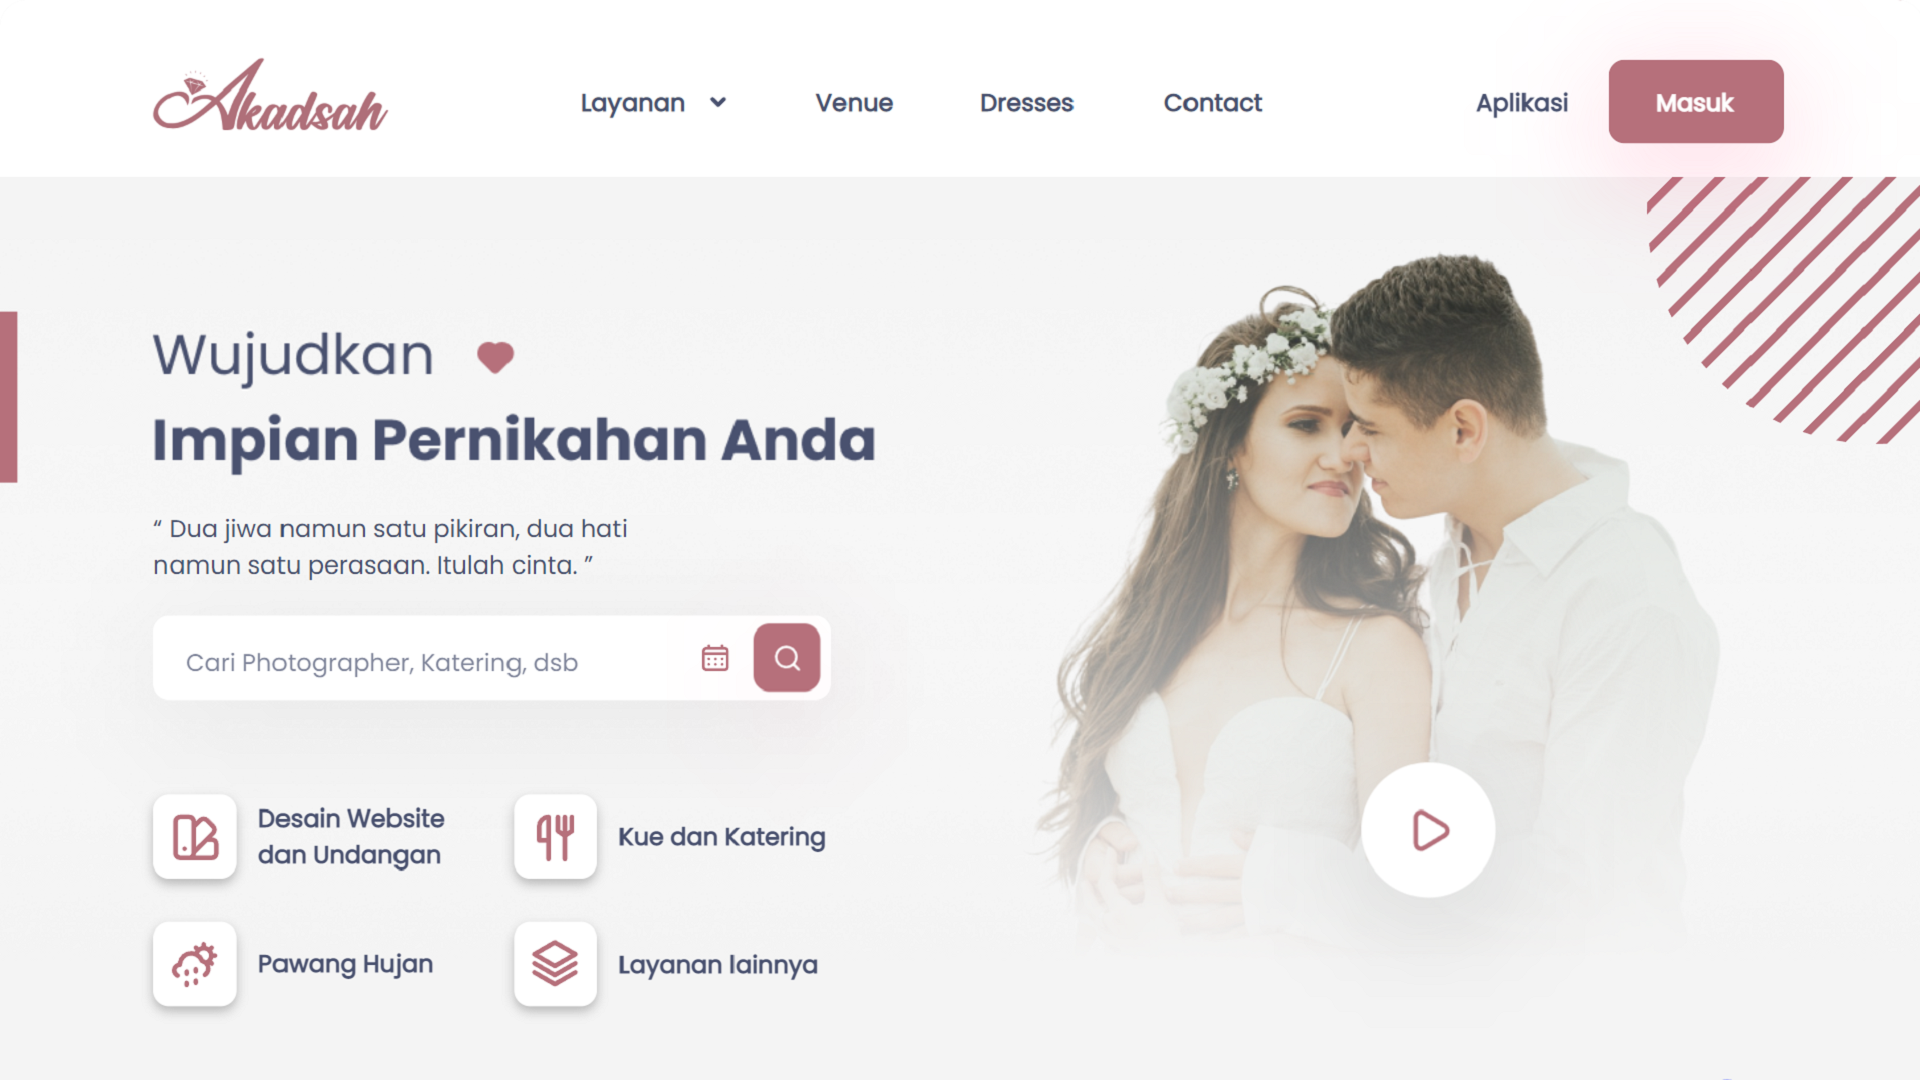 Akadsah
Layanan
Venue
Dresses
Contact
Aplikasi
Masuk
Wujudkan
Impian Pernikahan Anda
“ Dua jiwa namun satu pikiran, dua hati
namun satu perasaan. Itulah cinta. ”
Cari Photographer, Katering, dsb
Desain Website
dan Undangan
Kue dan Katering
Pawang Hujan
Layanan lainnya